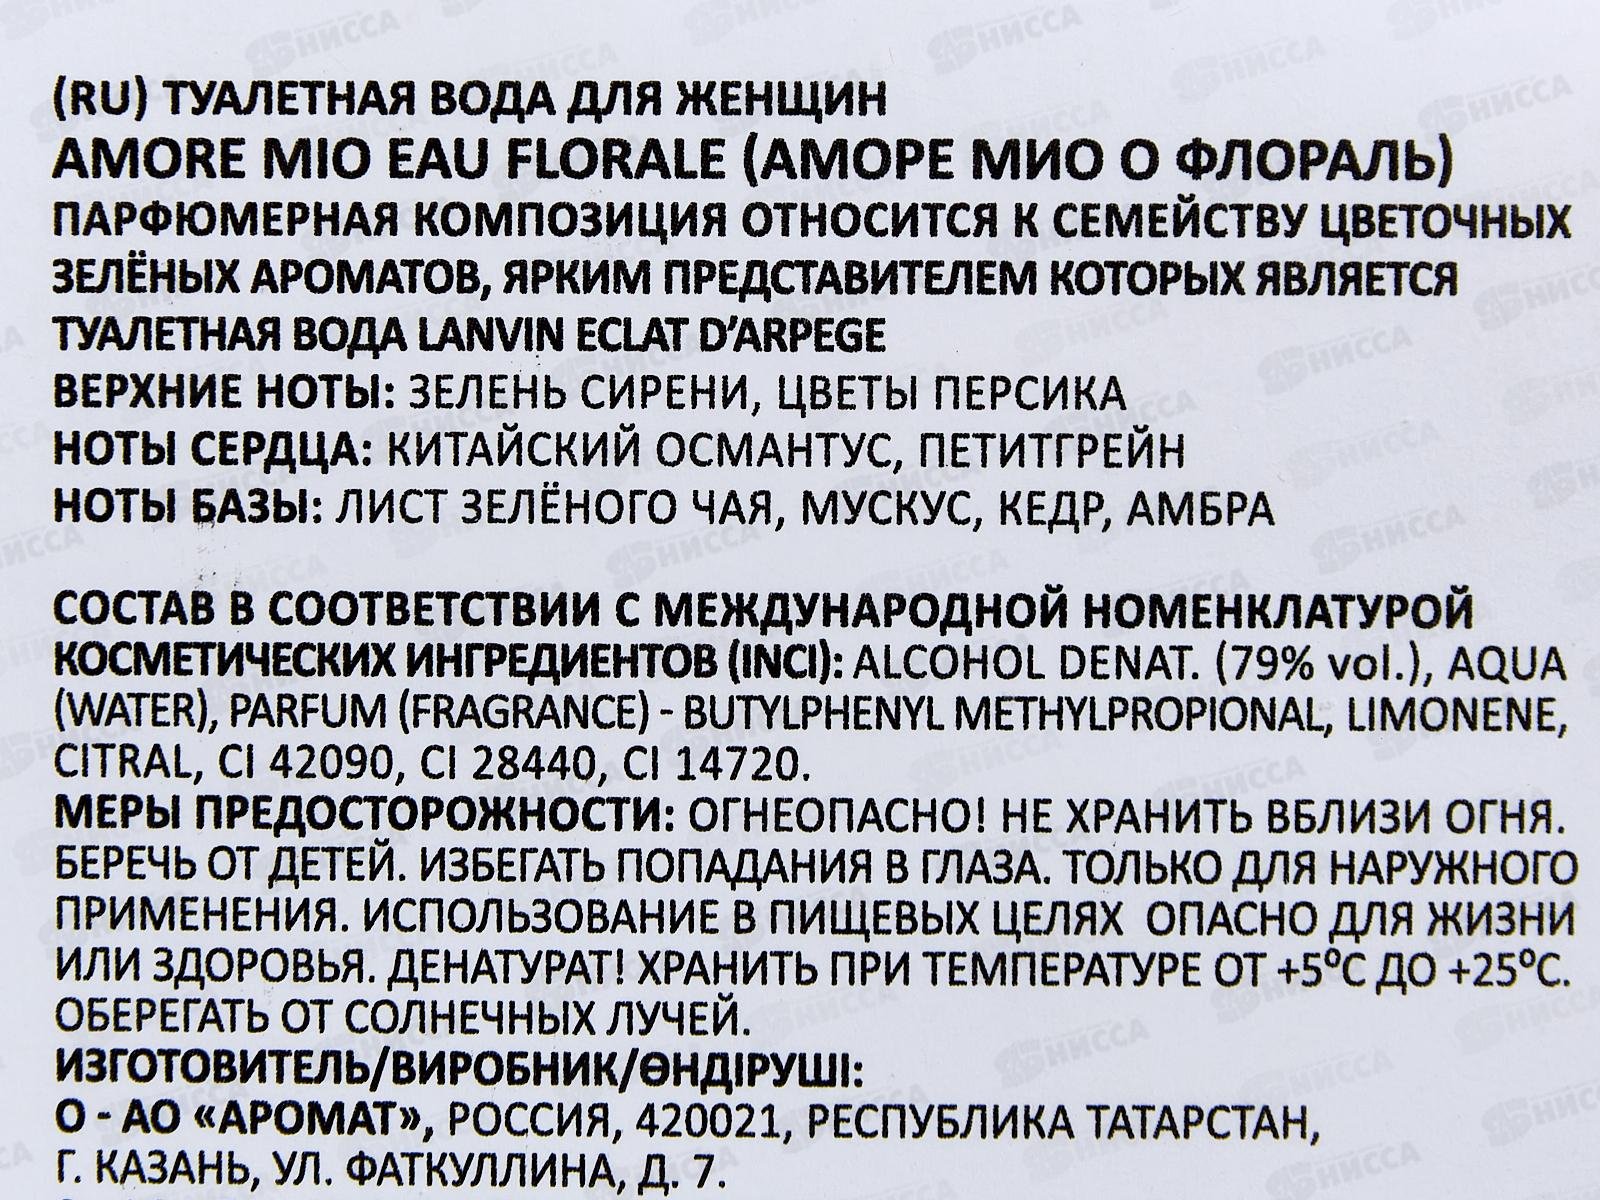 (RU) ТУАЛЕТНАЯ ВОДА ДЛЯ ЖЕНЩИН
AMORE MIO EAU FLORALE (АМОРЕ МИО О ФЛОРАЛЬ)
ПАРФЮМЕРНАЯ КОМПОЗИЦИЯ ОТНОСИТСЯ К СЕМЕЙСТВУ ЦВЕТОЧНЫХ
ЗЕЛЁНЫХ АРОМАТОВ, ЯРКИМ ПРЕДСТАВИТЕЛЕМ КОТОРЫХ ЯВЛЯЕТСЯ
ТУАЛЕТНАЯ ВОДА LANVIN ECLAT D’ARPEGE
ВЕРХНИЕ НОТЫ: ЗЕЛЕНЬ СИРЕНИ, ЦВЕТЫ ПЕРСИКА
НОТЫ СЕРДЦА: КИТАЙСКИЙ ОСМАНТУС, ПЕТИТГРЕЙН
НОТЫ БАЗЫ: ЛИСТ ЗЕЛЁНОГО ЧАЯ, МУСКУС, КЕДР, АМБРА
СОСТАВ В СООТВЕТСТВИИ С МЕЖДУНАРОДНОЙ НОМЕНКЛАТУРОЙ
КОСМЕТИЧЕСКИХ ИНГРЕДИЕНТОВ (INCI): ALCOHOL DENAT. (79% vol.), AQUA
(WATER), PARFUM (FRAGRANCE) - BUTYLPHENYL METHYLPROPIONAL, LIMONENE,
CITRAL, CI 42090, CI 28440, CI 14720.
МЕРЫ ПРЕДОСТОРОЖНОСТИ: ОГНЕОПАСНО! НЕ ХРАНИТЬ ВБЛИЗИ ОГНЯ.
БЕРЕЧЬ ОТ ДЕТЕЙ. ИЗБЕГАТЬ ПОПАДАНИЯ В ГЛАЗА. ТОЛЬКО ДЛЯ НАРУЖНОГО
ПРИМЕНЕНИЯ. ИСПОЛЬЗОВАНИЕ В ПИЩЕВЫХ ЦЕЛЯХ ОПАСНО ДЛЯ ЖИЗНИ
ИЛИ ЗДОРОВЬЯ. ДЕНАТУРАТ! ХРАНИТЬ ПРИ ТЕМПЕРАТУРЕ ОТ +5°С ДО +25°С.
ОБЕРЕГАТЬ ОТ СОЛНЕЧНЫХ ЛУЧЕЙ.
ИЗГОТОВИТЕЛЬ/ВИРОБНИК/ӨНДІРУШІ:
О - АО «АРОМАТ», РОССИЯ, 420021, РЕСПУБЛИКА ТАТАРСТАН,
Г. КАЗАНЬ, УЛ. ФАТКУЛЛИНА, Д. 7.